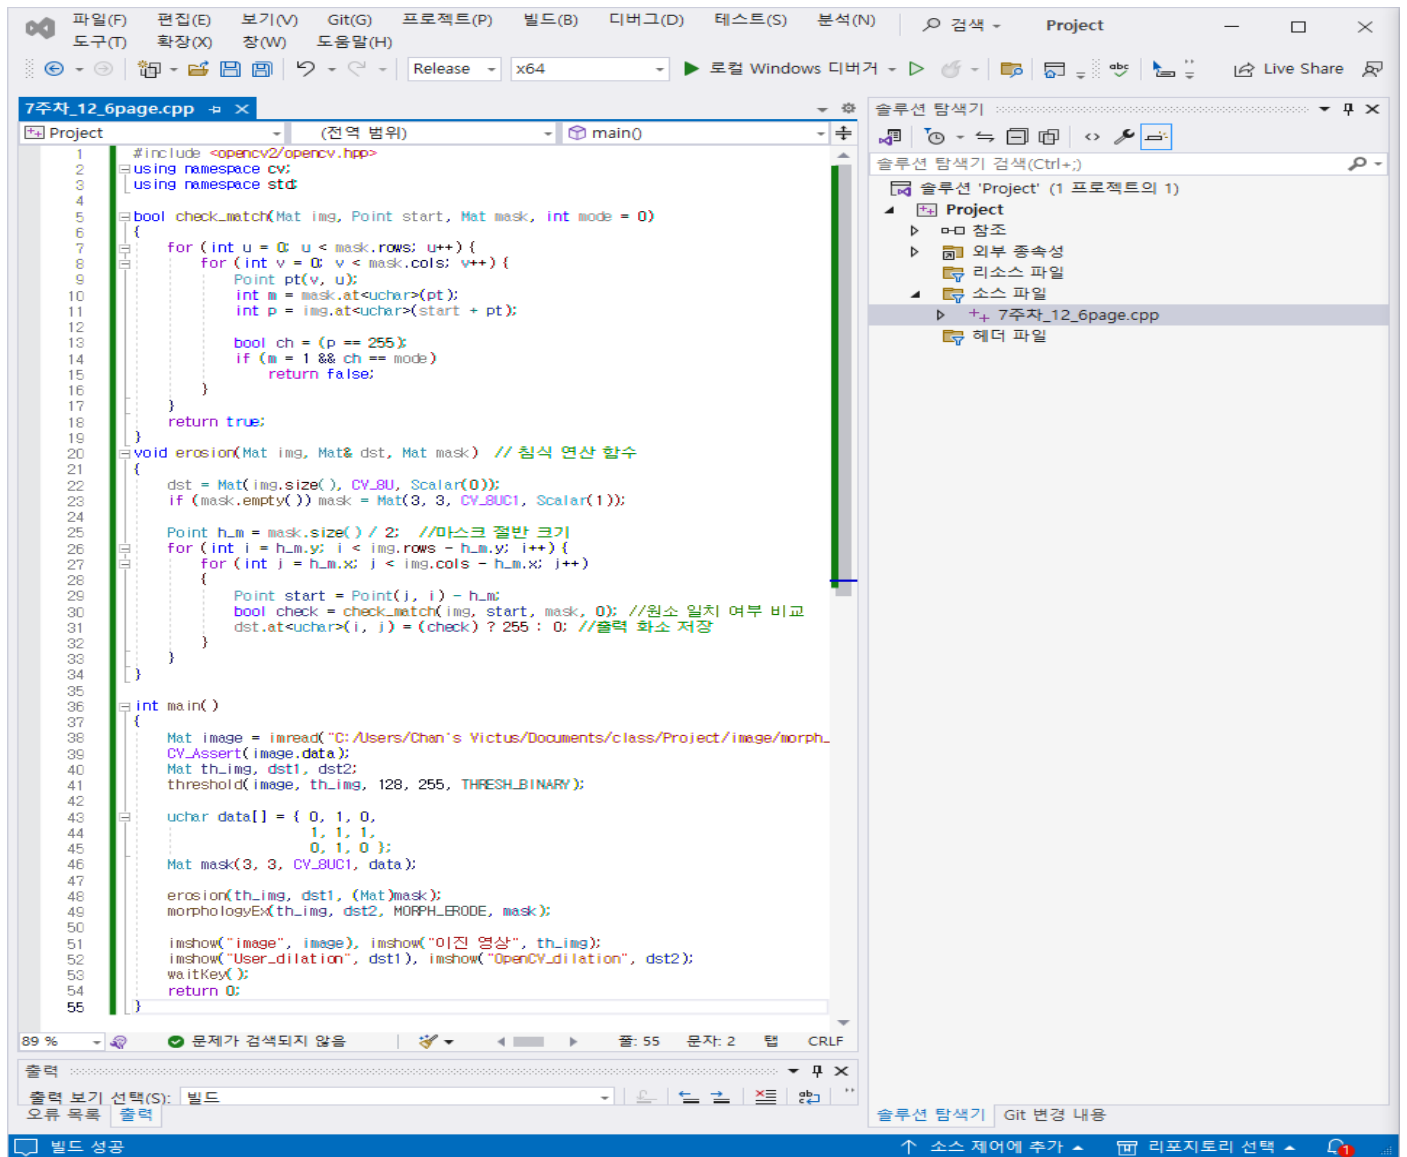 파일(F) 편집(E) 보기(V) Git(G) 프로젝트(P) 빌드(B) 디버그(D) 테스트(S) 분석(N) 검색 Project
도구(T) 확장(X) 창(W) 도움말(H)
Release x64 로컬 Windows 디버거 Live Share
7주차_12_6page.cpp
Project (전역 범위) main()
1 #include <opencv2/opencv.hpp>
2 using namespace cv;
3 using namespace std;
4
5 bool check_match(Mat img, Point start, Mat mask, int mode = 0)
6 {
7 for (int u = 0; u < mask.rows; u++) {
8 for (int v = 0; v < mask.cols; v++) {
9 Point pt(v, u);
10 int m = mask.at<uchar>(pt);
11 int p = img.at<uchar>(start + pt);
12
13 bool ch = (p == 255);
14 if (m = 1 && ch == mode)
15 return false;
16 }
17 }
18 return true;
19 }
20 void erosion(Mat img, Mat& dst, Mat mask) // 침식 연산 함수
21 {
22 dst = Mat(img.size(), CV_8U, Scalar(0));
23 if (mask.empty()) mask = Mat(3, 3, CV_8UC1, Scalar(1));
24
25 Point h_m = mask.size() / 2; //마스크 절반 크기
26 for (int i = h_m.y; i < img.rows - h_m.y; i++) {
27 for (int j = h_m.x; j < img.cols - h_m.x; j++)
28 {
29 Point start = Point(j, i) - h_m;
30 bool check = check_match(img, start, mask, 0); //원소 일치 여부 비교
31 dst.at<uchar>(i, j) = (check) ? 255 : 0; //출력 화소 저장
32 }
33 }
34 }
35
36 int main()
37 {
38 Mat image = imread("C:/Users/Chan's Victus/Documents/class/Project/image/morph_
39 CV_Assert(image.data);
40 Mat th_img, dst1, dst2;
41 threshold(image, th_img, 128, 255, THRESH_BINARY);
42
43 uchar data[] = { 0, 1, 0,
44 1, 1, 1,
45 0, 1, 0 };
46 Mat mask(3, 3, CV_8UC1, data);
47
48 erosion(th_img, dst1, (Mat)mask);
49 morphologyEx(th_img, dst2, MORPH_ERODE, mask);
50
51 imshow("image", image), imshow("이진 영상", th_img);
52 imshow("User_dilation", dst1), imshow("OpenCV_dilation", dst2);
53 waitKey();
54 return 0;
55 }
89 % 문제가 검색되지 않음 줄: 55 문자: 2 탭 CRLF
출력
출력 보기 선택(S): 빌드
오류 목록 출력
솔루션 탐색기
솔루션 탐색기 검색(Ctrl+;)
솔루션 'Project' (1 프로젝트의 1)
Project
참조
외부 종속성
리소스 파일
소스 파일
7주차_12_6page.cpp
헤더 파일
솔루션 탐색기 Git 변경 내용
빌드 성공 소스 제어에 추가 리포지토리 선택 1